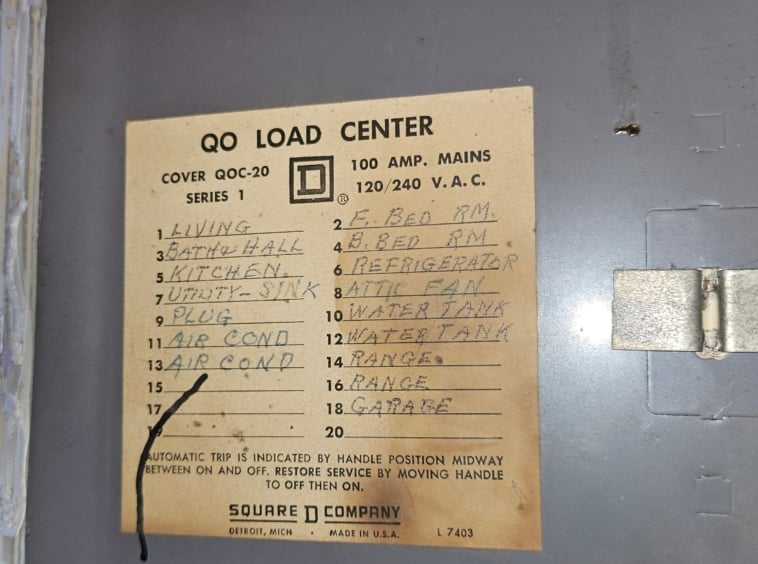 QO LOAD CENTER
COVER QOC-20
SERIES 1
D
®
100 AMP. MAINS
120/240 V.A.C.
1 LIVING
2 F. BED RM.
3 BATH & HALL
4 B. BED RM
5 KITCHEN.
6 REFRIGERATOR
7 UTILITY- SINK
8 ATTIC FAN
9 PLUG
10 WATER TANK
11 AIR COND
12 WATER TANK
13 AIR COND
14 RANGE.
15
16 RANGE
17
18 GARAGE
19
20
AUTOMATIC TRIP IS INDICATED BY HANDLE POSITION MIDWAY
BETWEEN ON AND OFF. RESTORE SERVICE BY MOVING HANDLE
TO OFF THEN ON.
SQUARE D COMPANY
DETROIT, MICH • MADE IN U.S.A. L 7403